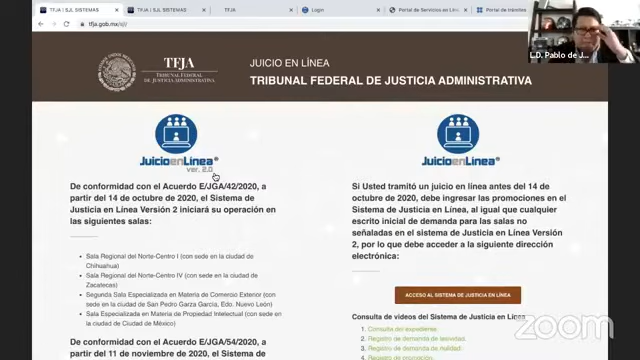 TFJA | SJL SISTEMAS
TFJA | SJL SISTEMAS
TFJA
Login
Portal de Servicios en Lín
Portal de trámites
tfja.gob.mx/sjl/
L.D. Pablo de J...
TFJA
TRIBUNAL FEDERAL
DE JUSTICIA ADMINISTRATIVA
JUICIO EN LÍNEA
TRIBUNAL FEDERAL DE JUSTICIA ADMINISTRATIVA
JuicioenLínea®
ver. 2.0
De conformidad con el Acuerdo E/JGA/42/2020, a
partir del 14 de octubre de 2020, el Sistema de
Justicia en Línea Versión 2 iniciará su operación en
las siguientes salas:
Sala Regional del Norte-Centro I (con sede en la ciudad de
Chihuahua)
Sala Regional del Norte-Centro IV (con sede en la ciudad de
Zacatecas)
Segunda Sala Especializada en Materia de Comercio Exterior (con
sede en la ciudad de San Pedro Garza García, Edo. Nuevo León)
Sala Especializada en Materia de Propiedad Intelectual (con sede en
la Ciudad de México)
De conformidad con el Acuerdo E/JGA/54/2020, a
partir del 11 de noviembre de 2020, el Sistema de
JuicioenLínea®
Si Usted tramitó un juicio en línea antes del 14 de
octubre de 2020, debe ingresar las promociones en el
Sistema de Justicia en Línea, al igual que cualquier
escrito inicial de demanda para las salas no
señaladas en el sistema de Justicia en Línea Versión
2, por lo que debe acceder a la siguiente dirección
electrónica:
ACCESO AL SISTEMA DE JUSTICIA EN LÍNEA
Consulta de videos del Sistema de Justicia en Línea
1. Consulta del expediente.
2. Registro de demanda de lesividad.
3. Registro de demanda de nulidad.
4. Registro de promoción.
zoom